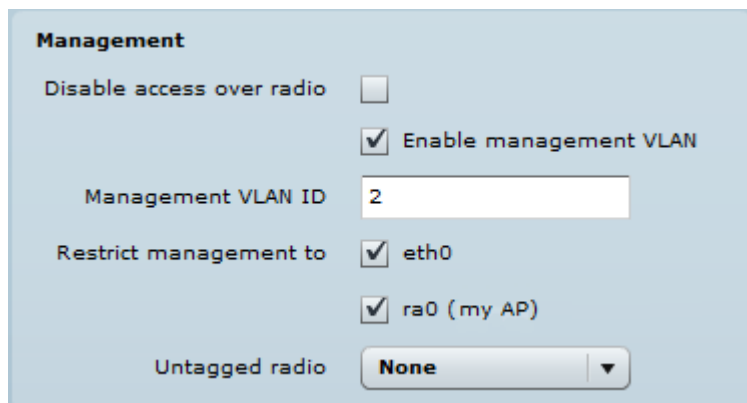 Management
Disable access over radio
Enable management VLAN
Management VLAN ID 2
Restrict management to eth0
ra0 (my AP)
Untagged radio None